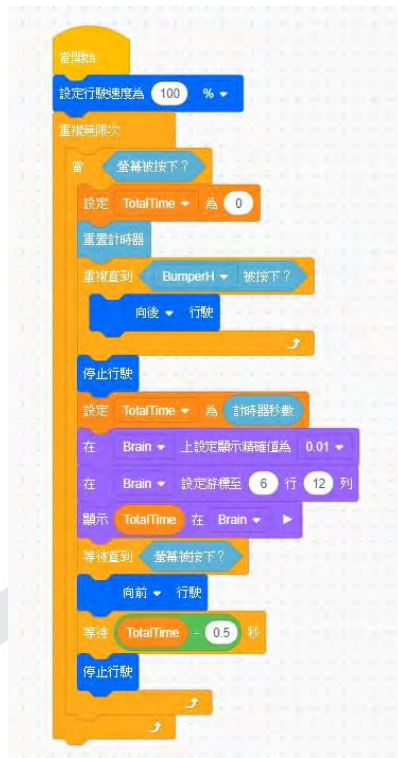 當開始
設定行駛速度為 100 %
重複無限次
當 螢幕被按下？
設定 TotalTime 為 0
重置計時器
重複直到 BumperH 被按下？
向後 行駛
停止行駛
設定 TotalTime 為 計時器秒數
在 Brain 上設定顯示精確值為 0.01
在 Brain 設定游標至 6 行 12 列
顯示 TotalTime 在 Brain
等待直到 螢幕被按下？
向前 行駛
等待 TotalTime - 0.5 秒
停止行駛